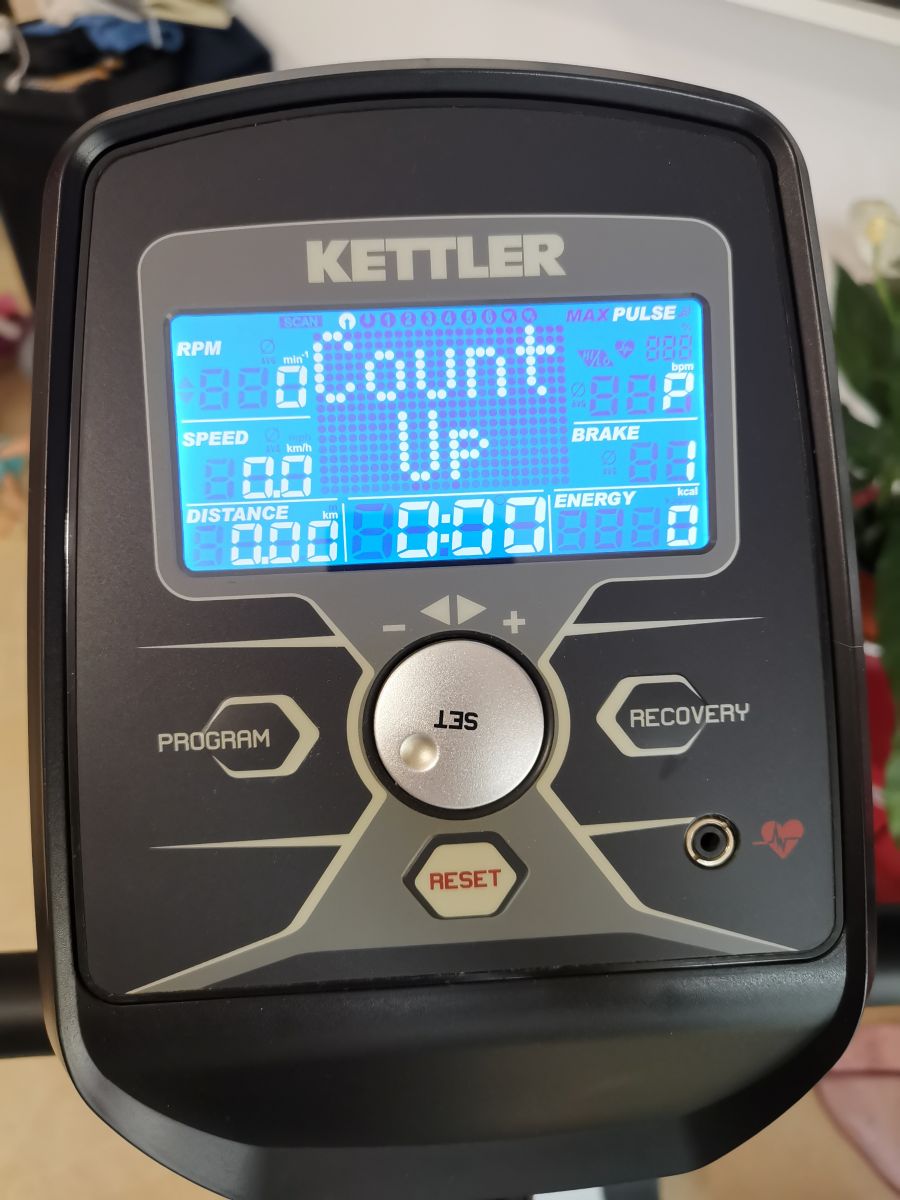 KETTLER
SCAN
MAX PULSE
RPM
min-1
0
Count
Up
bpm
P
SPEED
km/h
0.0
BRAKE
1
DISTANCE
km
0.00
0:00
ENERGY
kcal
0
- +
SET
PROGRAM
RECOVERY
RESET